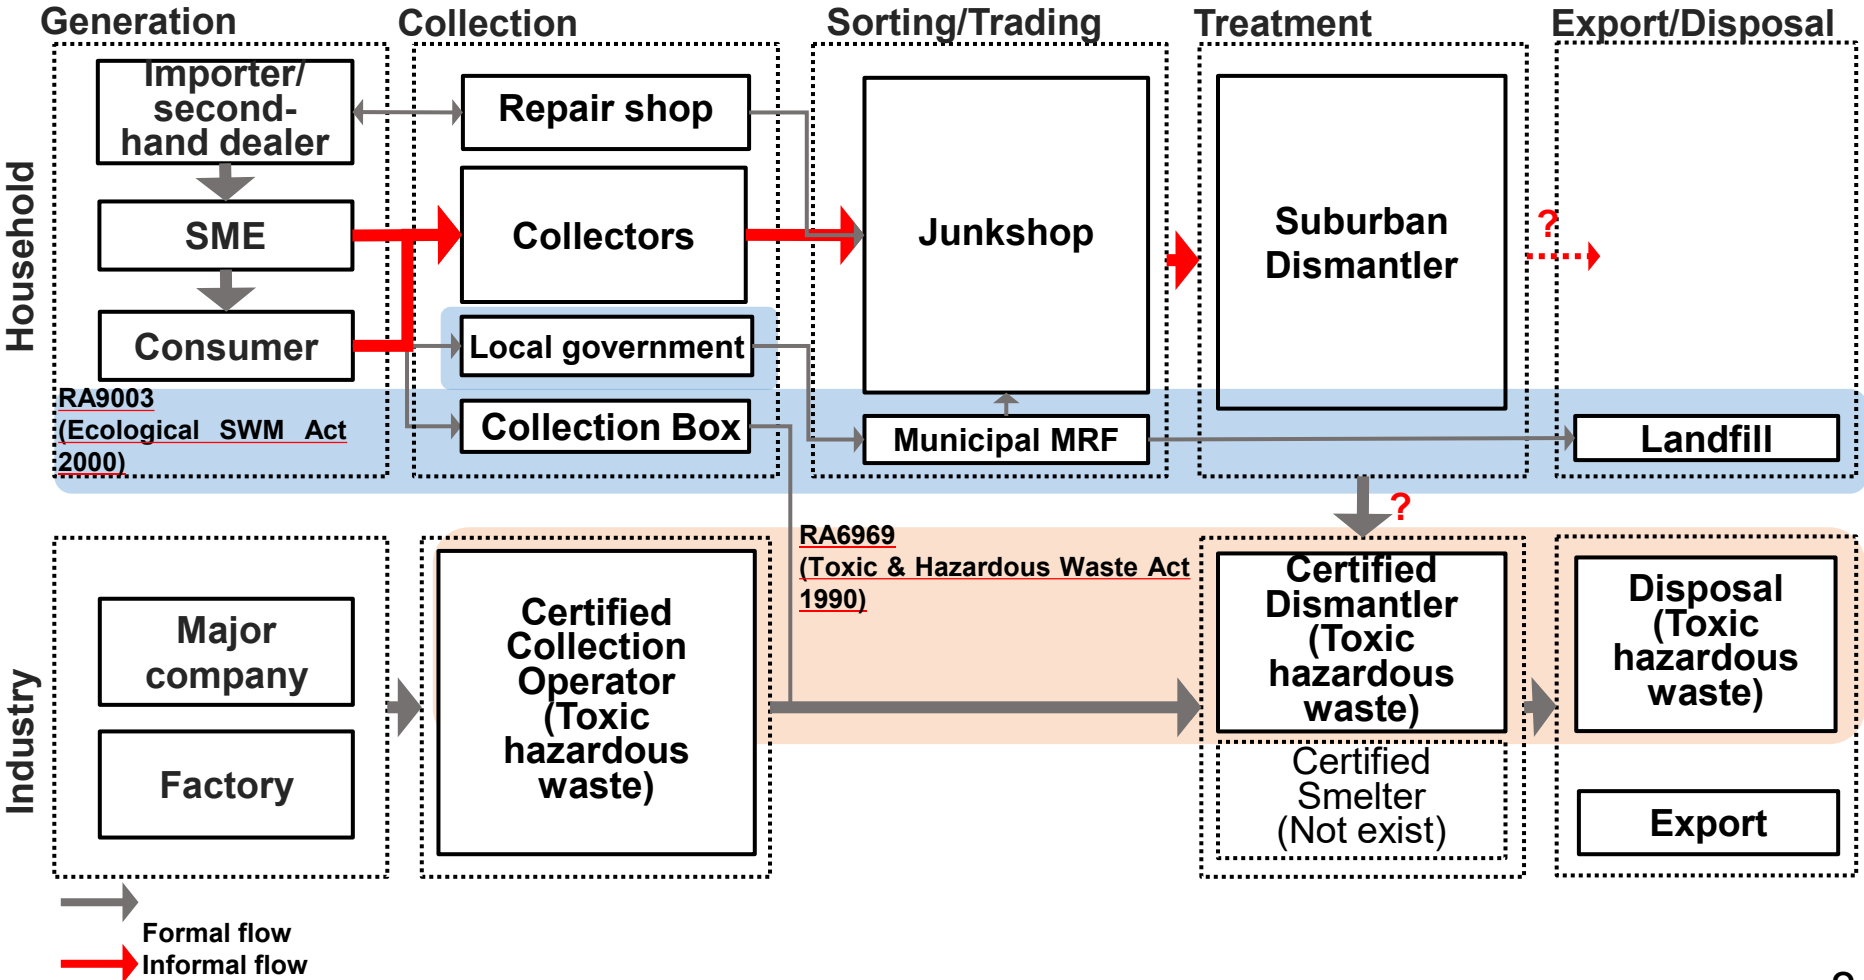 Generation
Collection
Sorting/Trading
Treatment
Export/Disposal
Household
Importer/
second-
hand dealer
SME
Consumer
Repair shop
Collectors
Local government
Collection Box
Junkshop
Municipal MRF
Suburban
Dismantler
?
Landfill
RA9003
(Ecological SWM Act
2000)
?
Industry
Major
company
Factory
Certified
Collection
Operator
(Toxic
hazardous
waste)
RA6969
(Toxic & Hazardous Waste Act
1990)
Certified
Dismantler
(Toxic
hazardous
waste)
Certified
Smelter
(Not exist)
Disposal
(Toxic
hazardous
waste)
Export
Formal flow
Informal flow